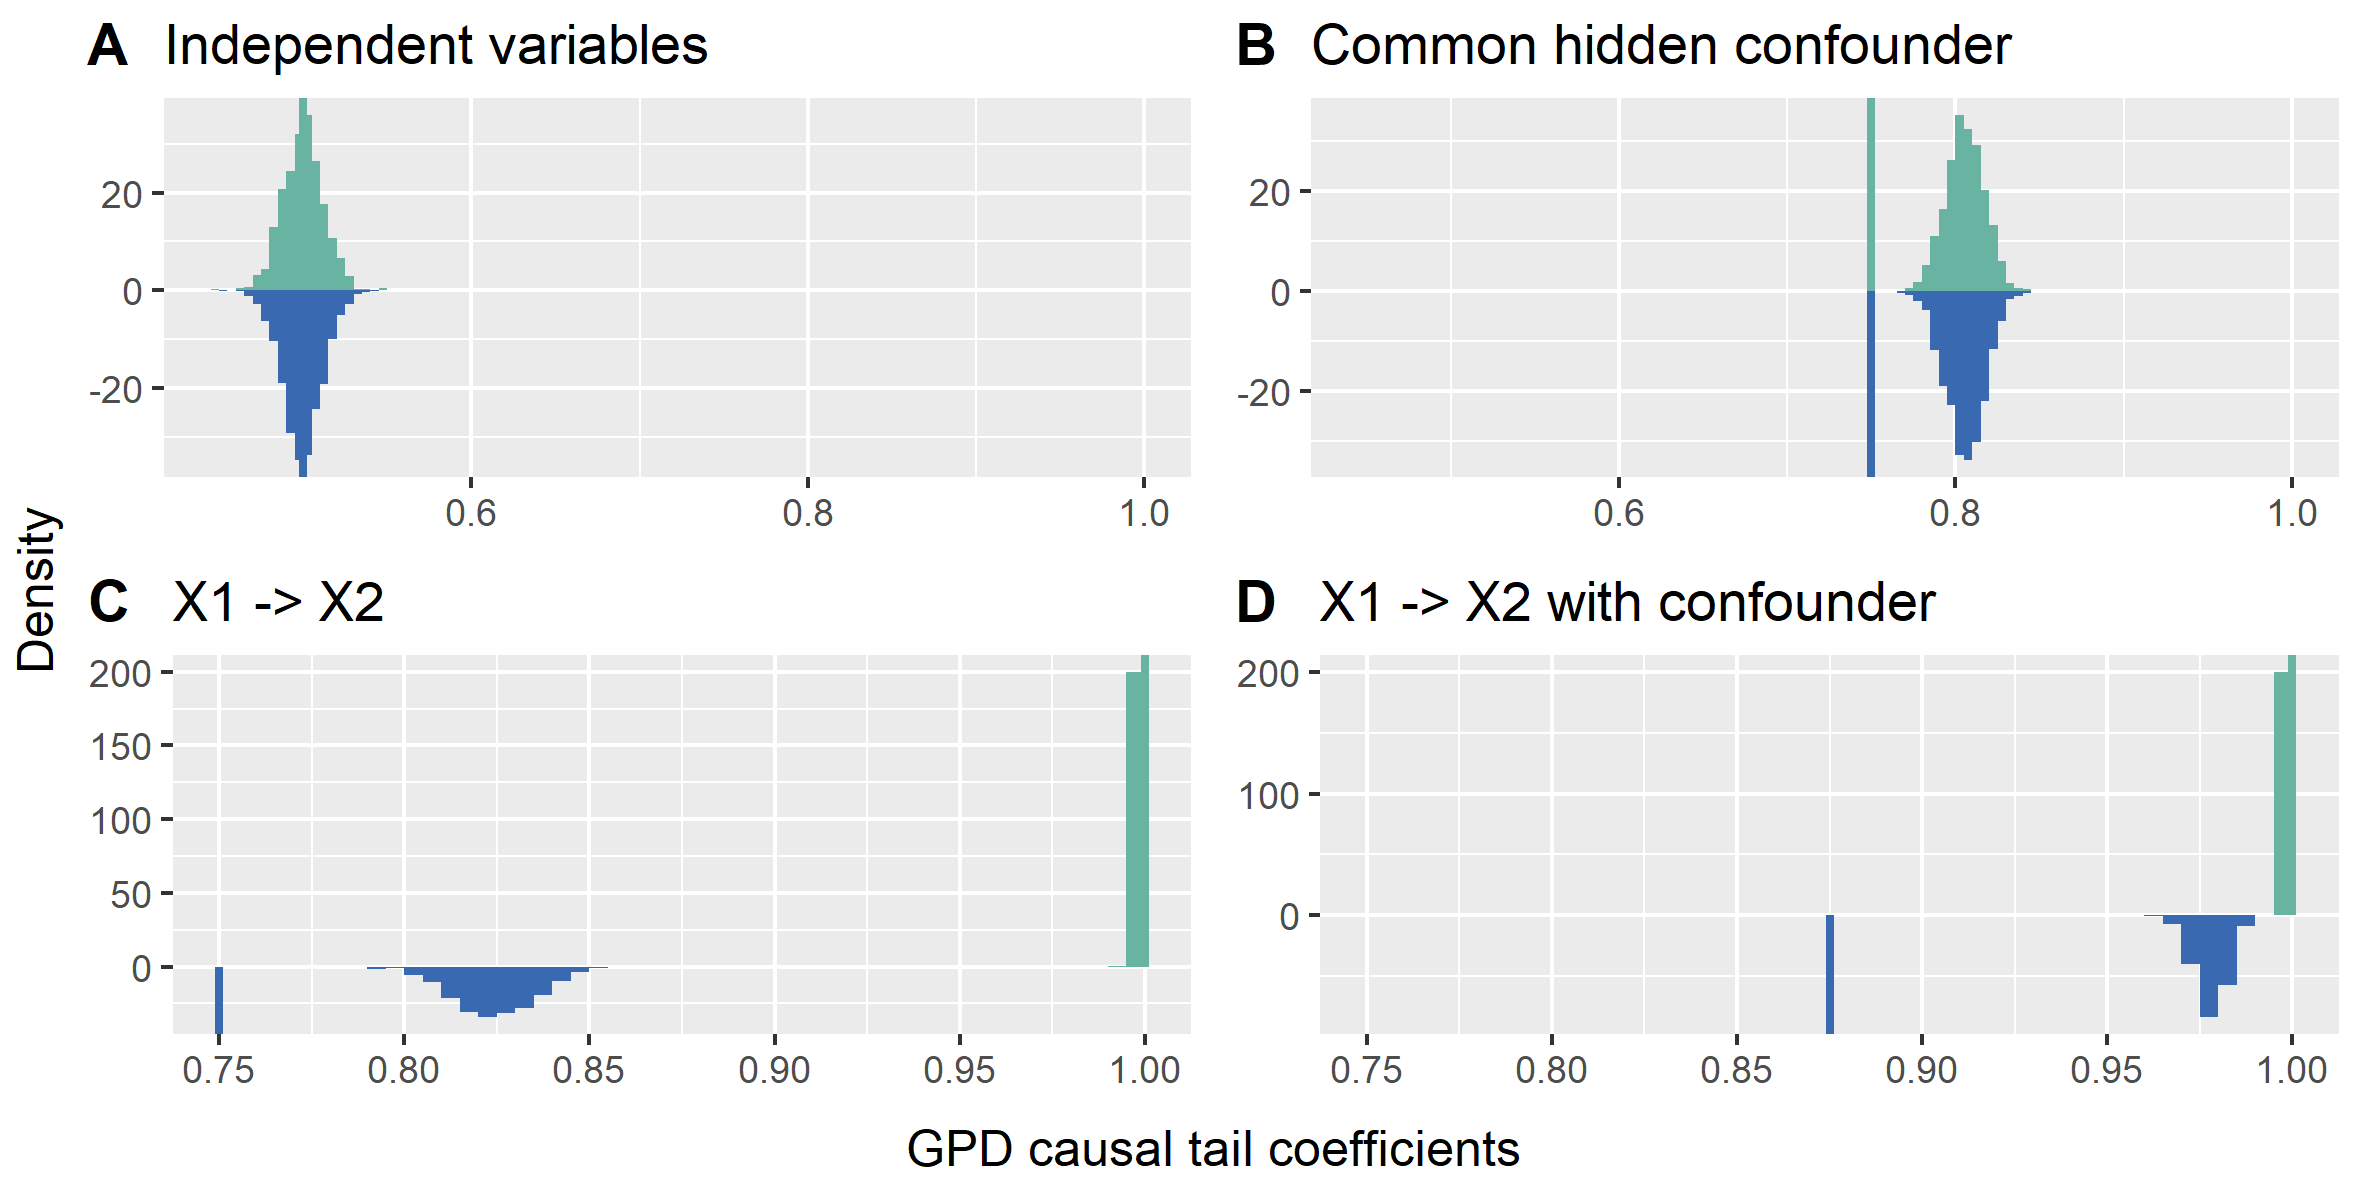 A Independent variables
20
0
-20
0.6 0.8 1.0
B Common hidden confounder
20
0
-20
0.6 0.8 1.0
Density
C X1 -> X2
200
150
100
50
0
0.75 0.80 0.85 0.90 0.95 1.00
D X1 -> X2 with confounder
200
100
0
0.75 0.80 0.85 0.90 0.95 1.00
GPD causal tail coefficients